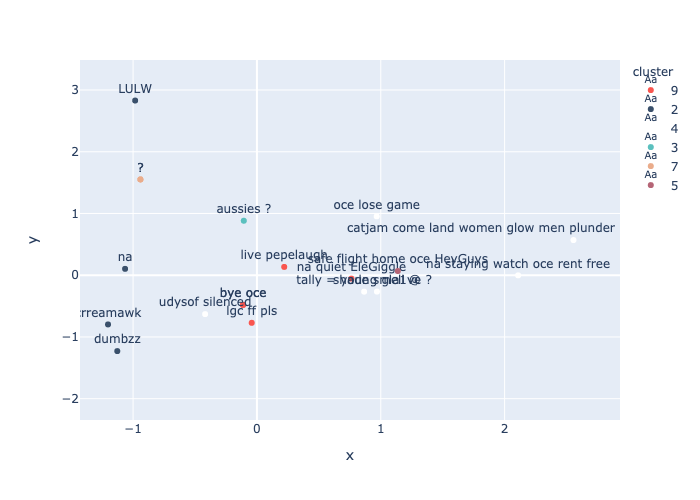 cluster
Aa 9
Aa 2
Aa 4
Aa 3
Aa 7
Aa 5
y
3
2
1
0
−1
−2
LULW
?
aussies ?
oce lose game
catjam come land women glow men plunder
live pepelaugh
safe flight home oce HeyGuys
na
na quiet EleGiggle
na staying watch oce rent free
tally =
bye oce
udysof silenced
lgc ff pls
:rreamawk
dumbzz
−1
0
1
2
x